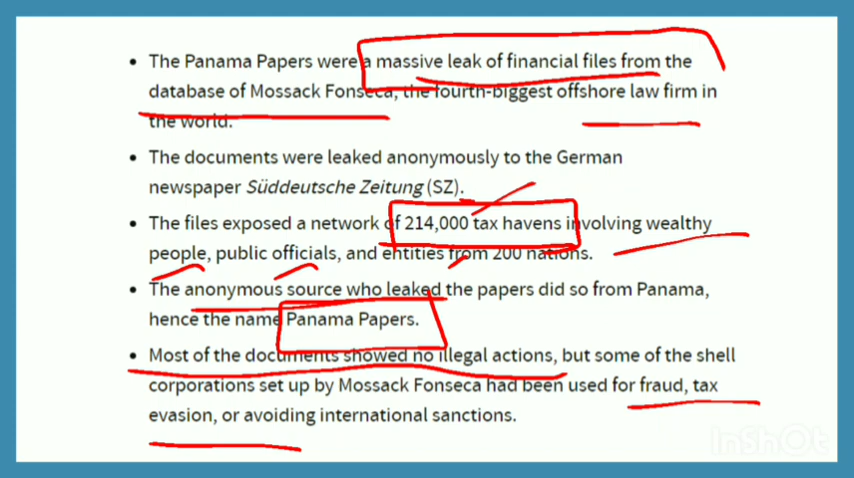 • The Panama Papers were a massive leak of financial files from the
database of Mossack Fonseca, the fourth-biggest offshore law firm in
the world.
• The documents were leaked anonymously to the German
newspaper Süddeutsche Zeitung (SZ).
• The files exposed a network of 214,000 tax havens involving wealthy
people, public officials, and entities from 200 nations.
• The anonymous source who leaked the papers did so from Panama,
hence the name Panama Papers.
• Most of the documents showed no illegal actions, but some of the shell
corporations set up by Mossack Fonseca had been used for fraud, tax
evasion, or avoiding international sanctions.
InShOt